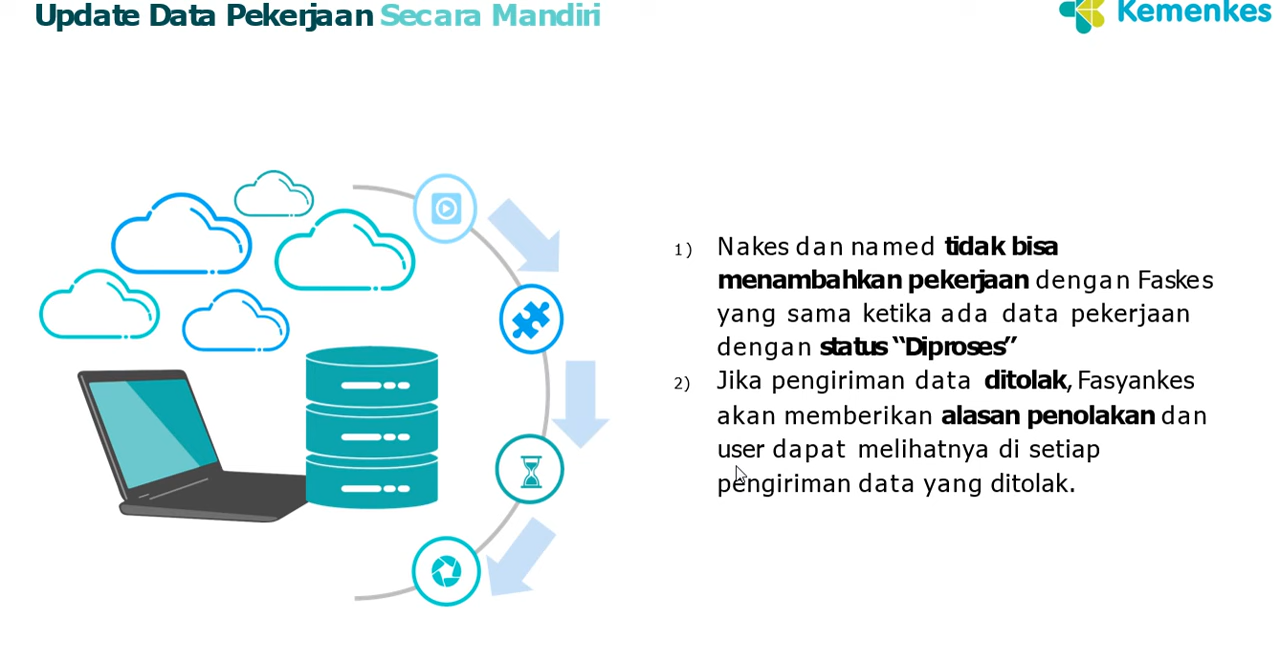 Update Data Pekerjaan Secara Mandiri
Kemenkes
1) Nakes dan named tidak bisa
menambahkan pekerjaan dengan Faskes
yang sama ketika ada data pekerjaan
dengan status “Diproses”
2) Jika pengiriman data ditolak, Fasyankes
akan memberikan alasan penolakan dan
user dapat melihatnya di setiap
pengiriman data yang ditolak.